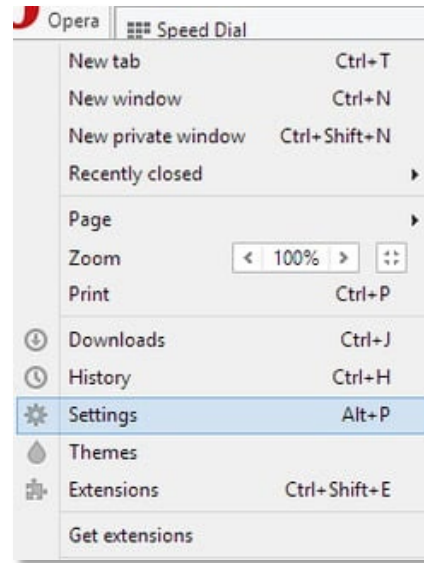 Opera
Speed Dial
New tab Ctrl+T
New window Ctrl+N
New private window Ctrl+Shift+N
Recently closed
Page
Zoom < 100% >
Print Ctrl+P
Downloads Ctrl+J
History Ctrl+H
Settings Alt+P
Themes
Extensions Ctrl+Shift+E
Get extensions